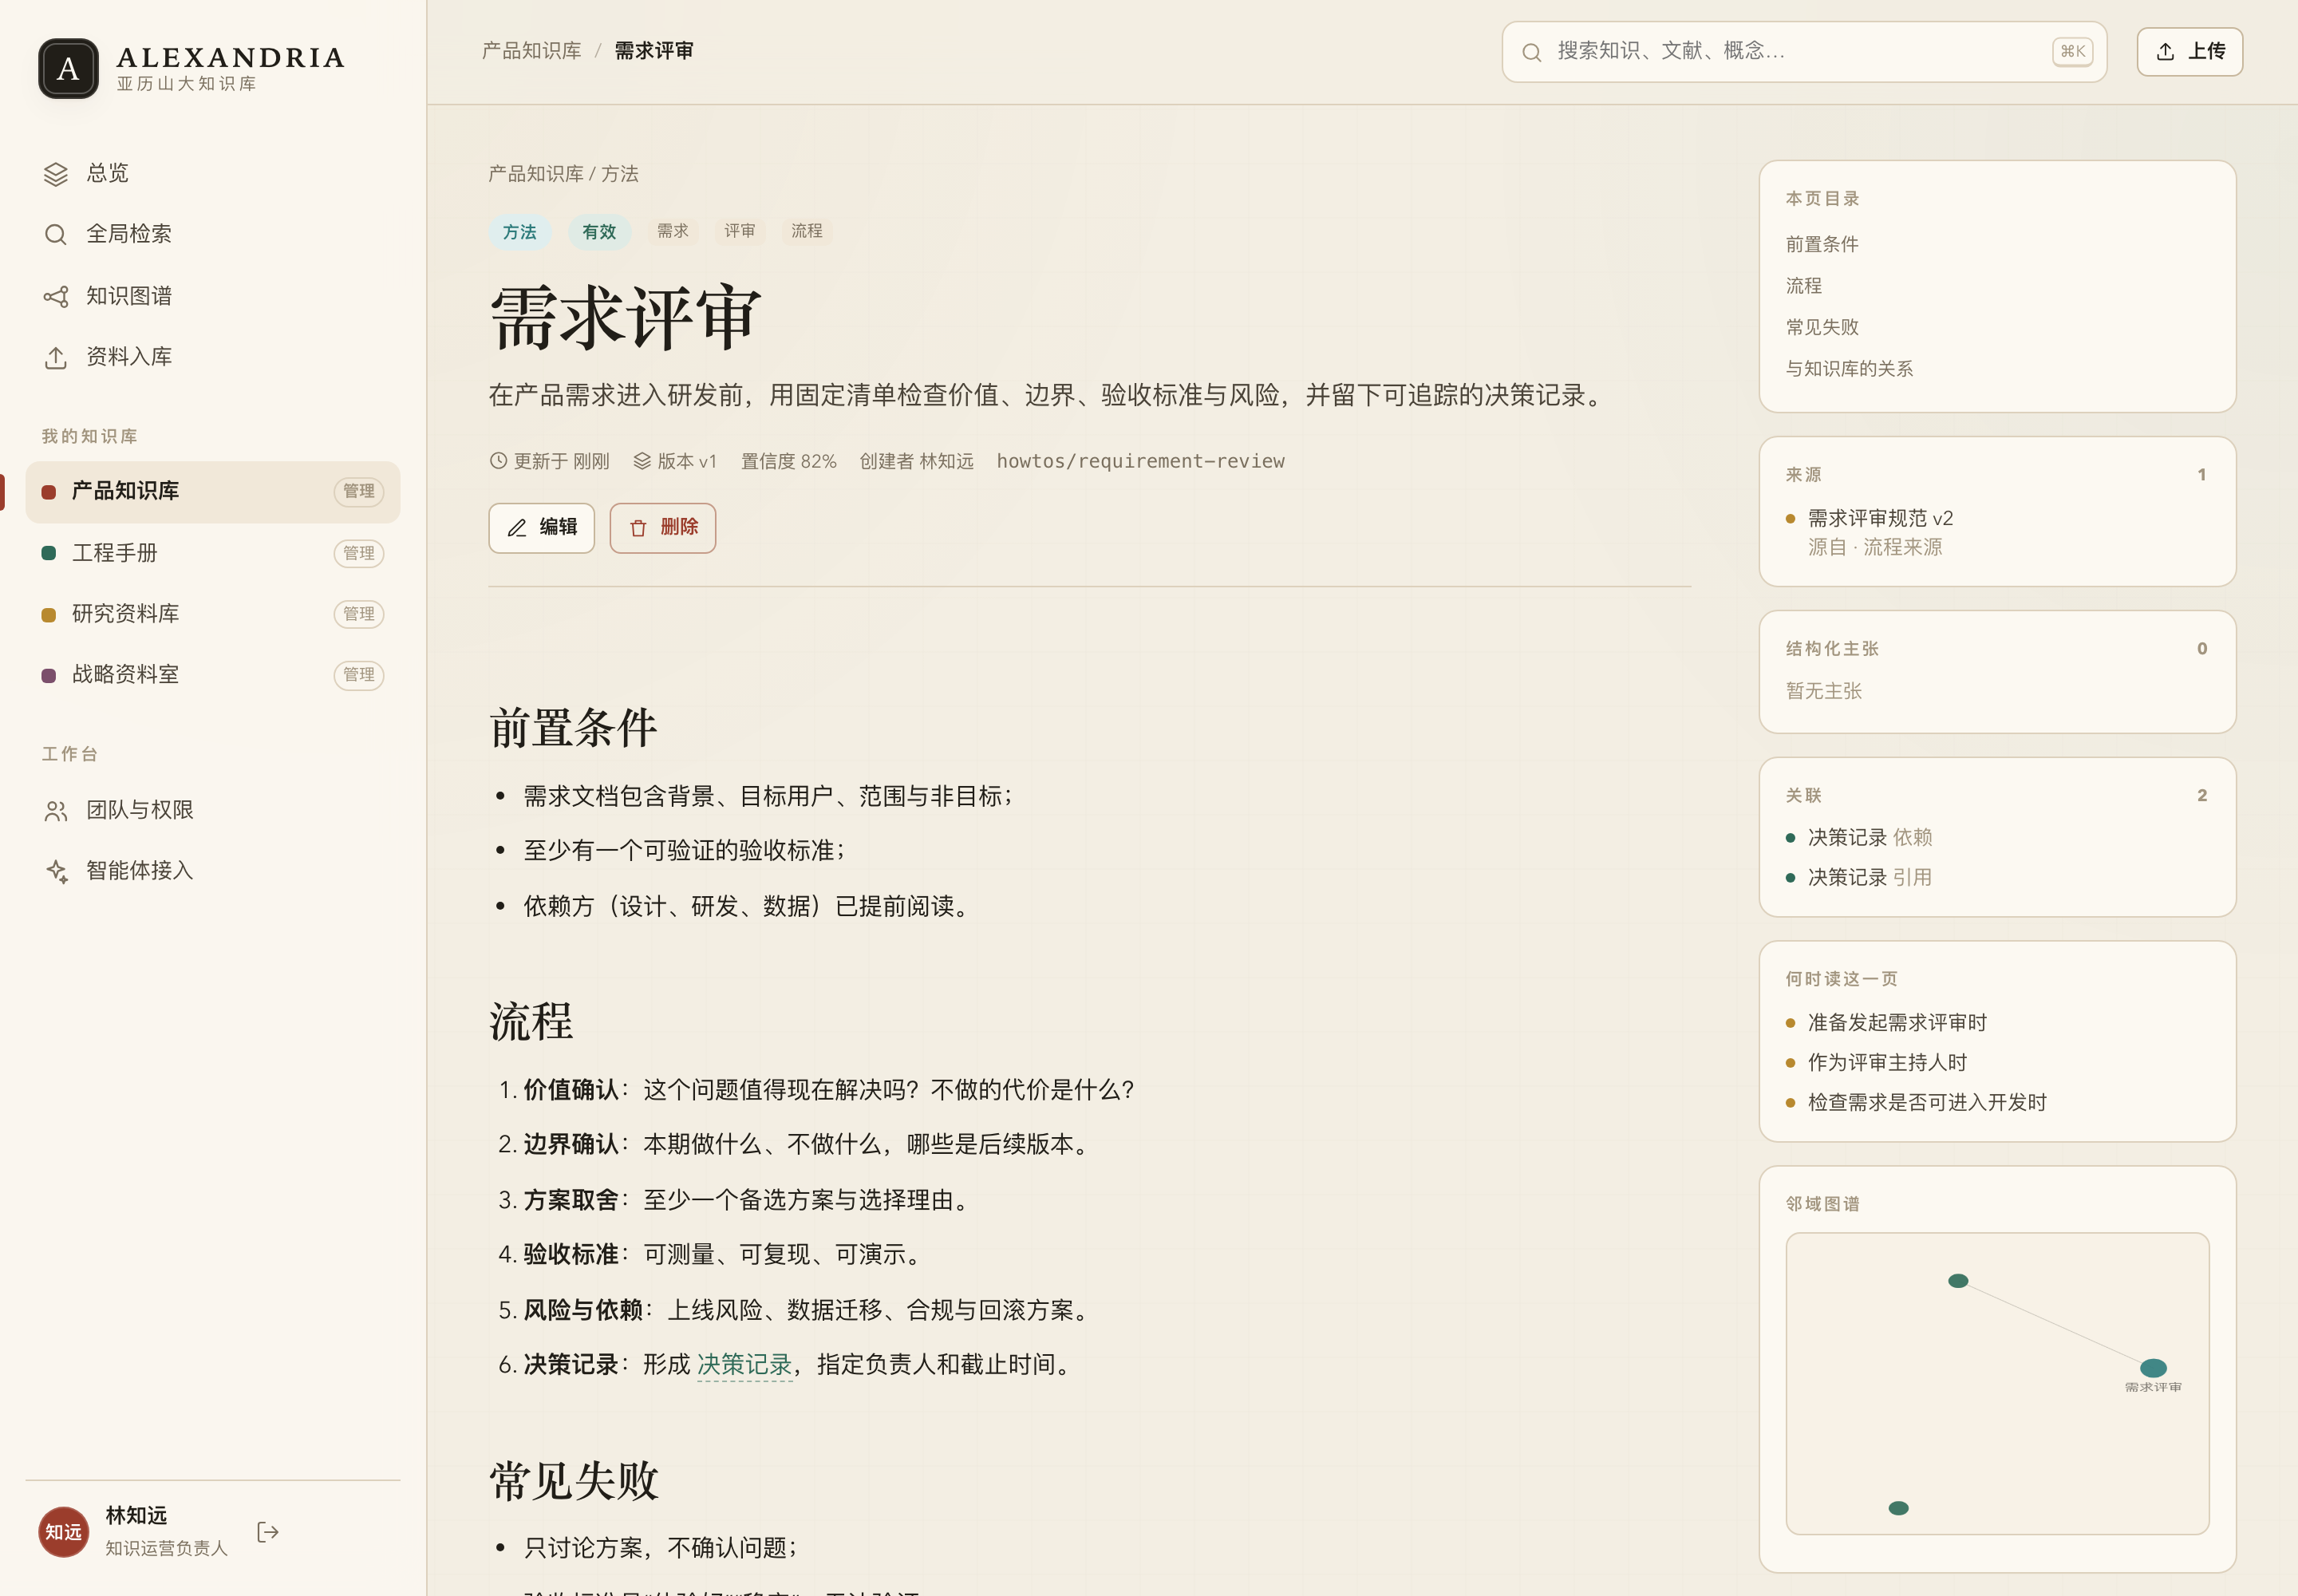 A
ALEXANDRIA
亚历山大知识库
总览
全局检索
知识图谱
资料入库
我的知识库
产品知识库 管理
工程手册 管理
研究资料库 管理
战略资料室 管理
工作台
团队与权限
智能体接入
知远
林知远
知识运营负责人
产品知识库 / 需求评审
搜索知识、文献、概念… ⌘K
上传
产品知识库 / 方法
方法 有效 需求 评审 流程
需求评审
在产品需求进入研发前，用固定清单检查价值、边界、验收标准与风险，并留下可追踪的决策记录。
更新于 刚刚 版本 v1 置信度 82% 创建者 林知远 howtos/requirement-review
编辑 删除
前置条件
• 需求文档包含背景、目标用户、范围与非目标；
• 至少有一个可验证的验收标准；
• 依赖方（设计、研发、数据）已提前阅读。
流程
1. 价值确认：这个问题值得现在解决吗？不做的代价是什么？
2. 边界确认：本期做什么、不做什么，哪些是后续版本。
3. 方案取舍：至少一个备选方案与选择理由。
4. 验收标准：可测量、可复现、可演示。
5. 风险与依赖：上线风险、数据迁移、合规与回滚方案。
6. 决策记录：形成 决策记录，指定负责人和截止时间。
常见失败
• 只讨论方案，不确认问题；
本页目录
前置条件
流程
常见失败
与知识库的关系
来源 1
需求评审规范 v2
源自 · 流程来源
结构化主张 0
暂无主张
关联 2
决策记录 依赖
决策记录 引用
何时读这一页
准备发起需求评审时
作为评审主持人时
检查需求是否可进入开发时
邻域图谱
需求评审